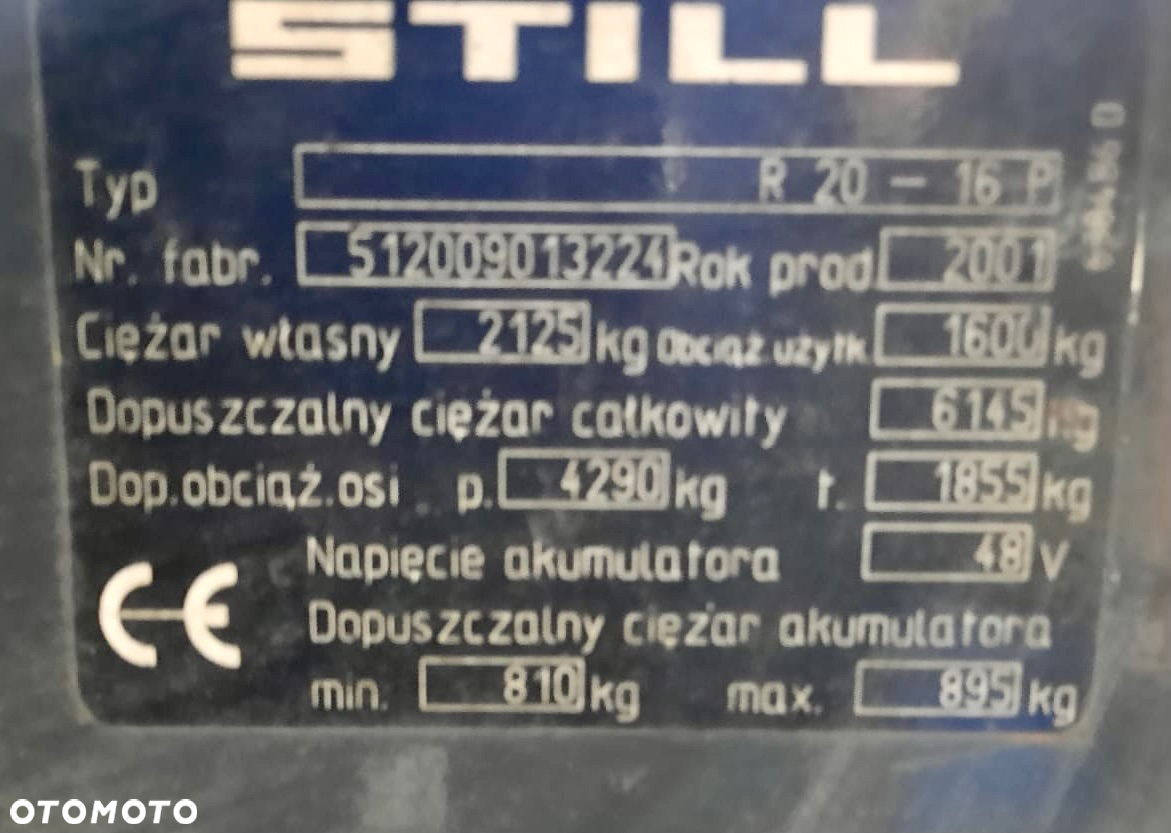 STILL
Typ R 20 - 16 P
Nr. fabr. 512009013224 Rok prod. 2001
Ciężar własny 2125 kg Obciąż. użytk. 1600 kg
Dopuszczalny ciężar całkowity 6145 kg
Dop. obciąż. osi p. 4290 kg t. 1855 kg
Napięcie akumulatora 48 V
Dopuszczalny ciężar akumulatora
CE
min. 810 kg max. 895 kg
OTOMOTO